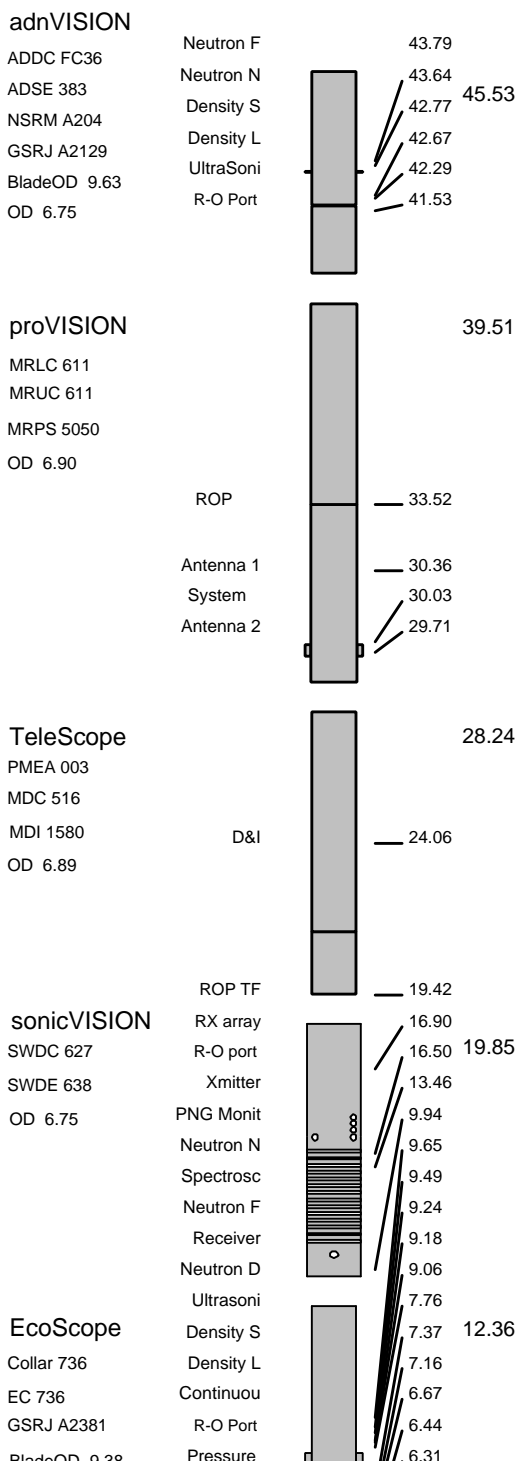 adnVISION
Neutron F 43.79
ADDC FC36
Neutron N 43.64
ADSE 383
45.53
Density S 42.77
NSRM A204
Density L 42.67
GSRJ A2129
UltraSoni 42.29
BladeOD 9.63
R-O Port 41.53
OD 6.75
proVISION 39.51
MRLC 611
MRUC 611
MRPS 5050
OD 6.90
ROP 33.52
Antenna 1 30.36
System 30.03
Antenna 2 29.71
TeleScope 28.24
PMEA 003
MDC 516
MDI 1580
D&I 24.06
OD 6.89
ROP TF 19.42
sonicVISION
RX array 16.90
SWDC 627
R-O port 16.50 19.85
SWDE 638
Xmitter 13.46
OD 6.75
PNG Monit 9.94
Neutron N 9.65
Spectrosc 9.49
Neutron F 9.24
Receiver 9.18
Neutron D 9.06
Ultrasoni 7.76
EcoScope
Density S 7.37 12.36
Collar 736
Density L 7.16
EC 736
Continuou 6.67
GSRJ A2381
R-O Port 6.44
BladeOD 9.38
Pressure 6.31